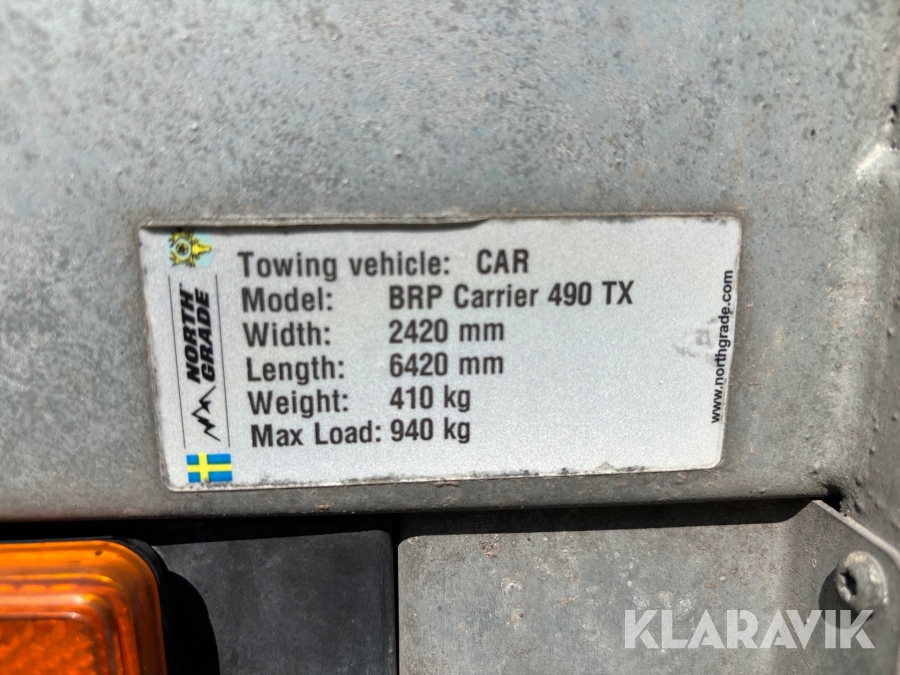 Towing vehicle: CAR
Model: BRP Carrier 490 TX
Width: 2420 mm
Length: 6420 mm
Weight: 410 kg
Max Load: 940 kg
NORTH
GRADE
www.northgrade.com
KLARAVIK